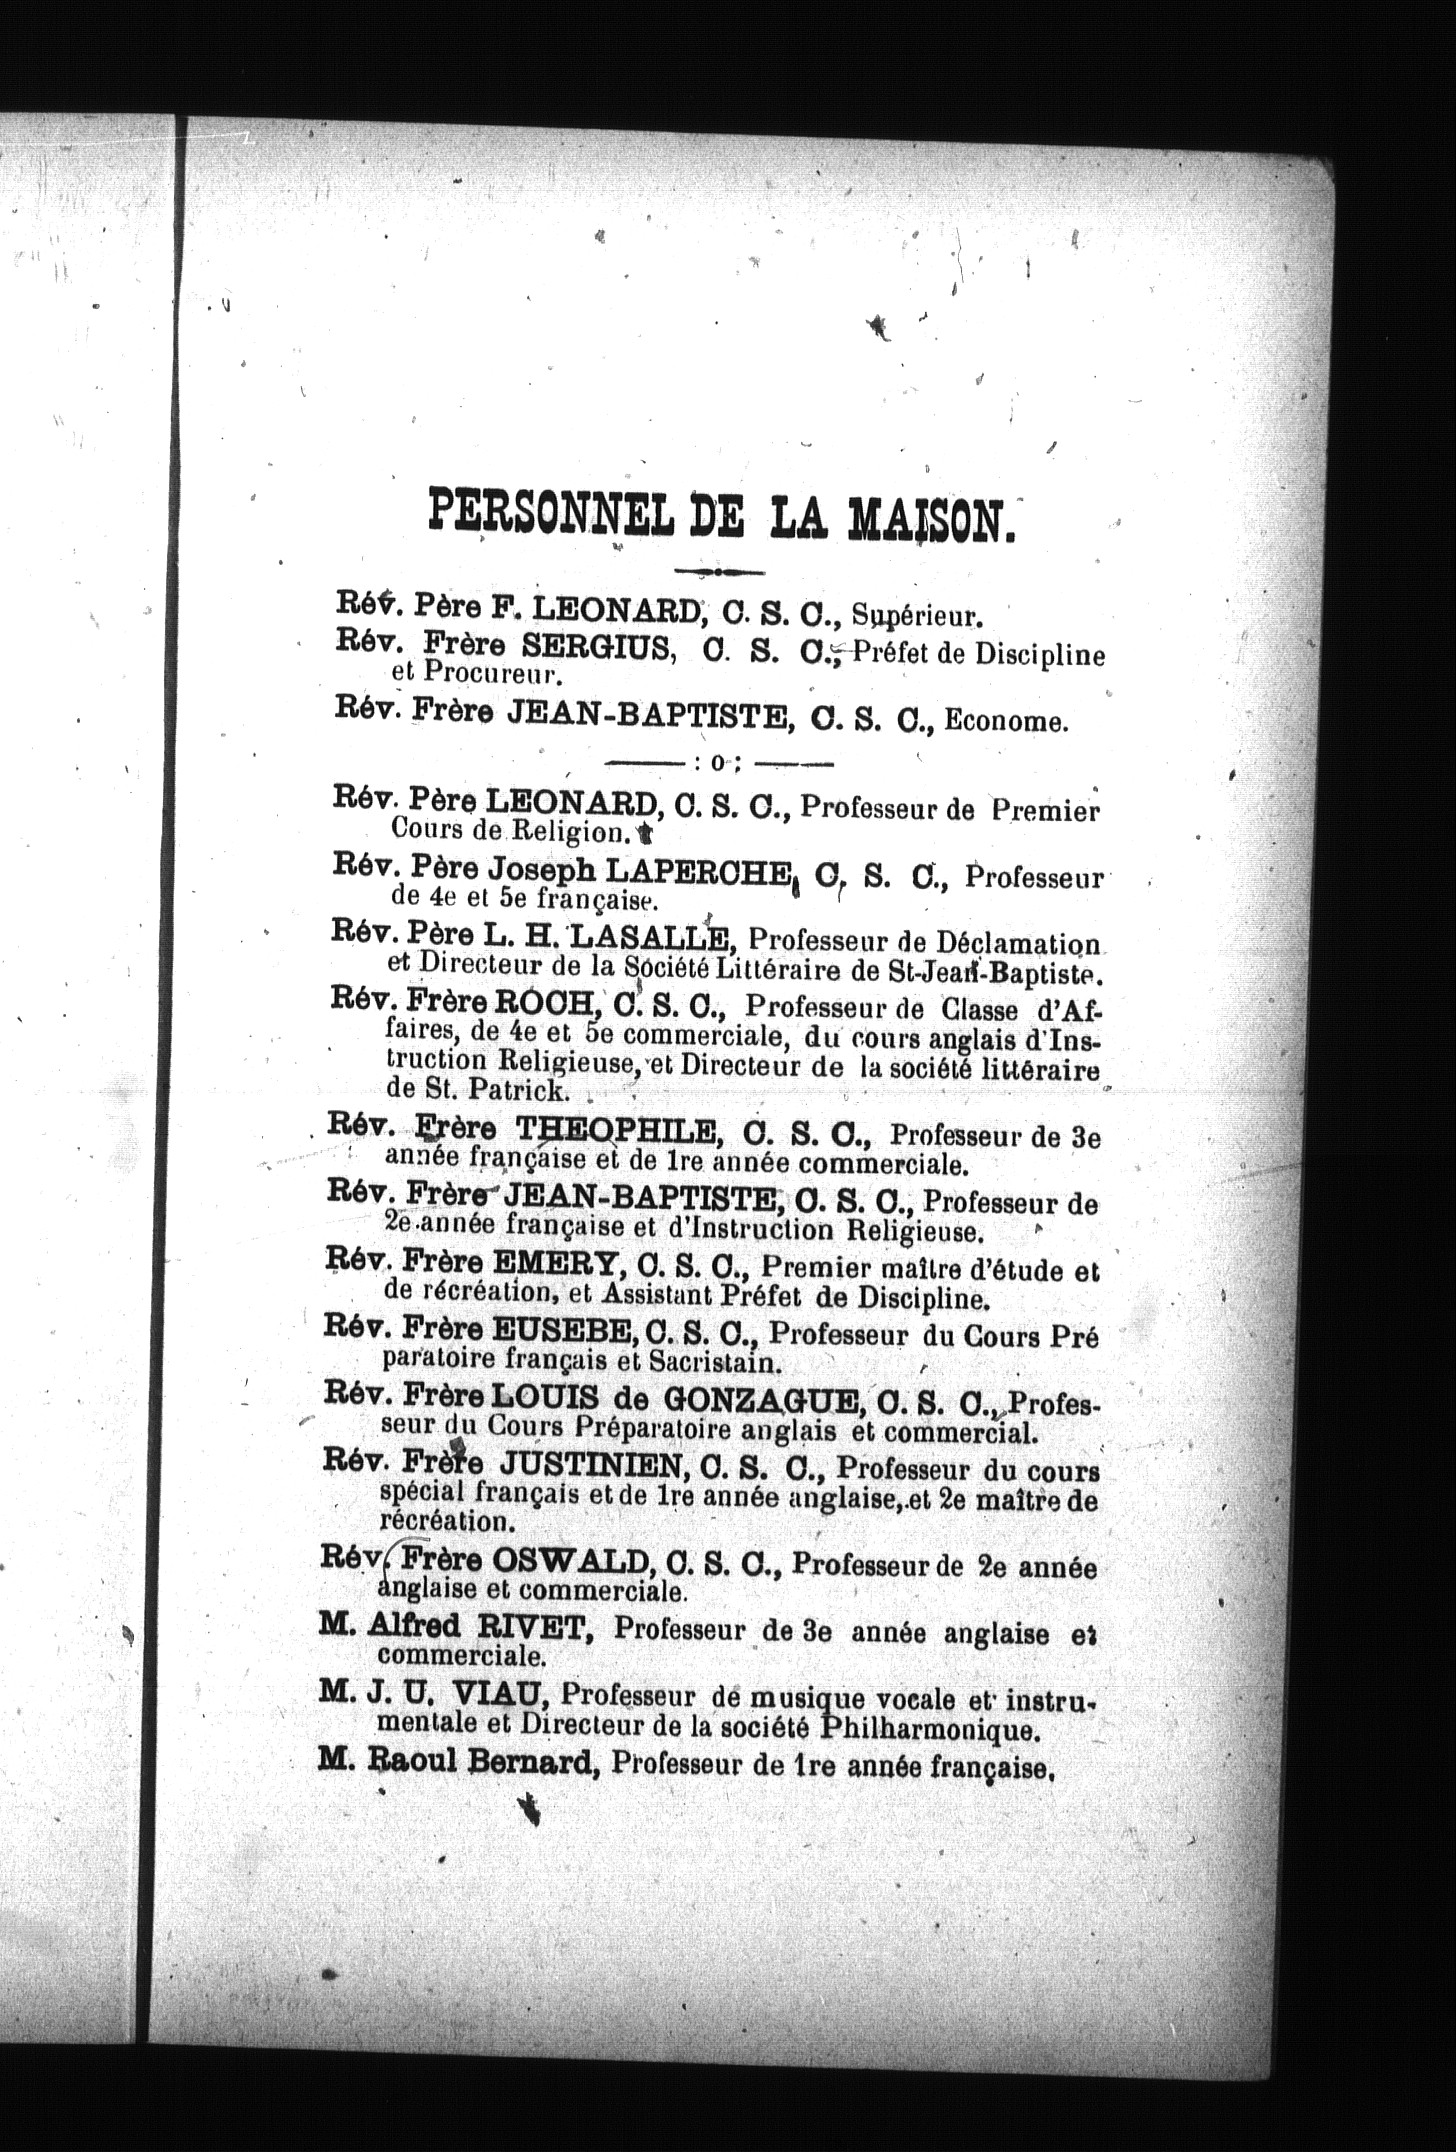 PERSONNEL DE LA MAISON.
Rév. Père F. LEONARD, C. S. C., Supérieur.
Rév. Frère SERGIUS, C. S. C., Préfet de Discipline
et Procureur.
Rév. Frère JEAN-BAPTISTE, C. S. C., Econome.
——— : o : ———
Rév. Père LEONARD, C. S. C., Professeur de Premier
Cours de Religion.
Rév. Père Joseph LAPERCHE, C. S. C., Professeur
de 4e et 5e française.
Rév. Père L. H. LASALLE, Professeur de Déclamation
et Directeur de la Société Littéraire de St-Jean-Baptiste.
Rév. Frère ROCH, C. S. C., Professeur de Classe d'Af-
faires, de 4e et 5e commerciale, du cours anglais d'Ins-
truction Religieuse, et Directeur de la société littéraire
de St. Patrick.
Rév. Frère THEOPHILE, C. S. C., Professeur de 3e
année française et de 1re année commerciale.
Rév. Frère JEAN-BAPTISTE, C. S. C., Professeur de
2e année française et d'Instruction Religieuse.
Rév. Frère EMERY, C. S. C., Premier maître d'étude et
de récréation, et Assistant Préfet de Discipline.
Rév. Frère EUSEBE, C. S. C., Professeur du Cours Pré
paratoire français et Sacristain.
Rév. Frère LOUIS de GONZAGUE, C. S. C., Profes-
seur du Cours Préparatoire anglais et commercial.
Rév. Frère JUSTINIEN, C. S. C., Professeur du cours
spécial français et de 1re année anglaise, et 2e maître de
récréation.
Rév. Frère OSWALD, C. S. C., Professeur de 2e année
anglaise et commerciale.
M. Alfred RIVET, Professeur de 3e année anglaise et
commerciale.
M. J. U. VIAU, Professeur de musique vocale et instru-
mentale et Directeur de la société Philharmonique.
M. Raoul Bernard, Professeur de 1re année française.